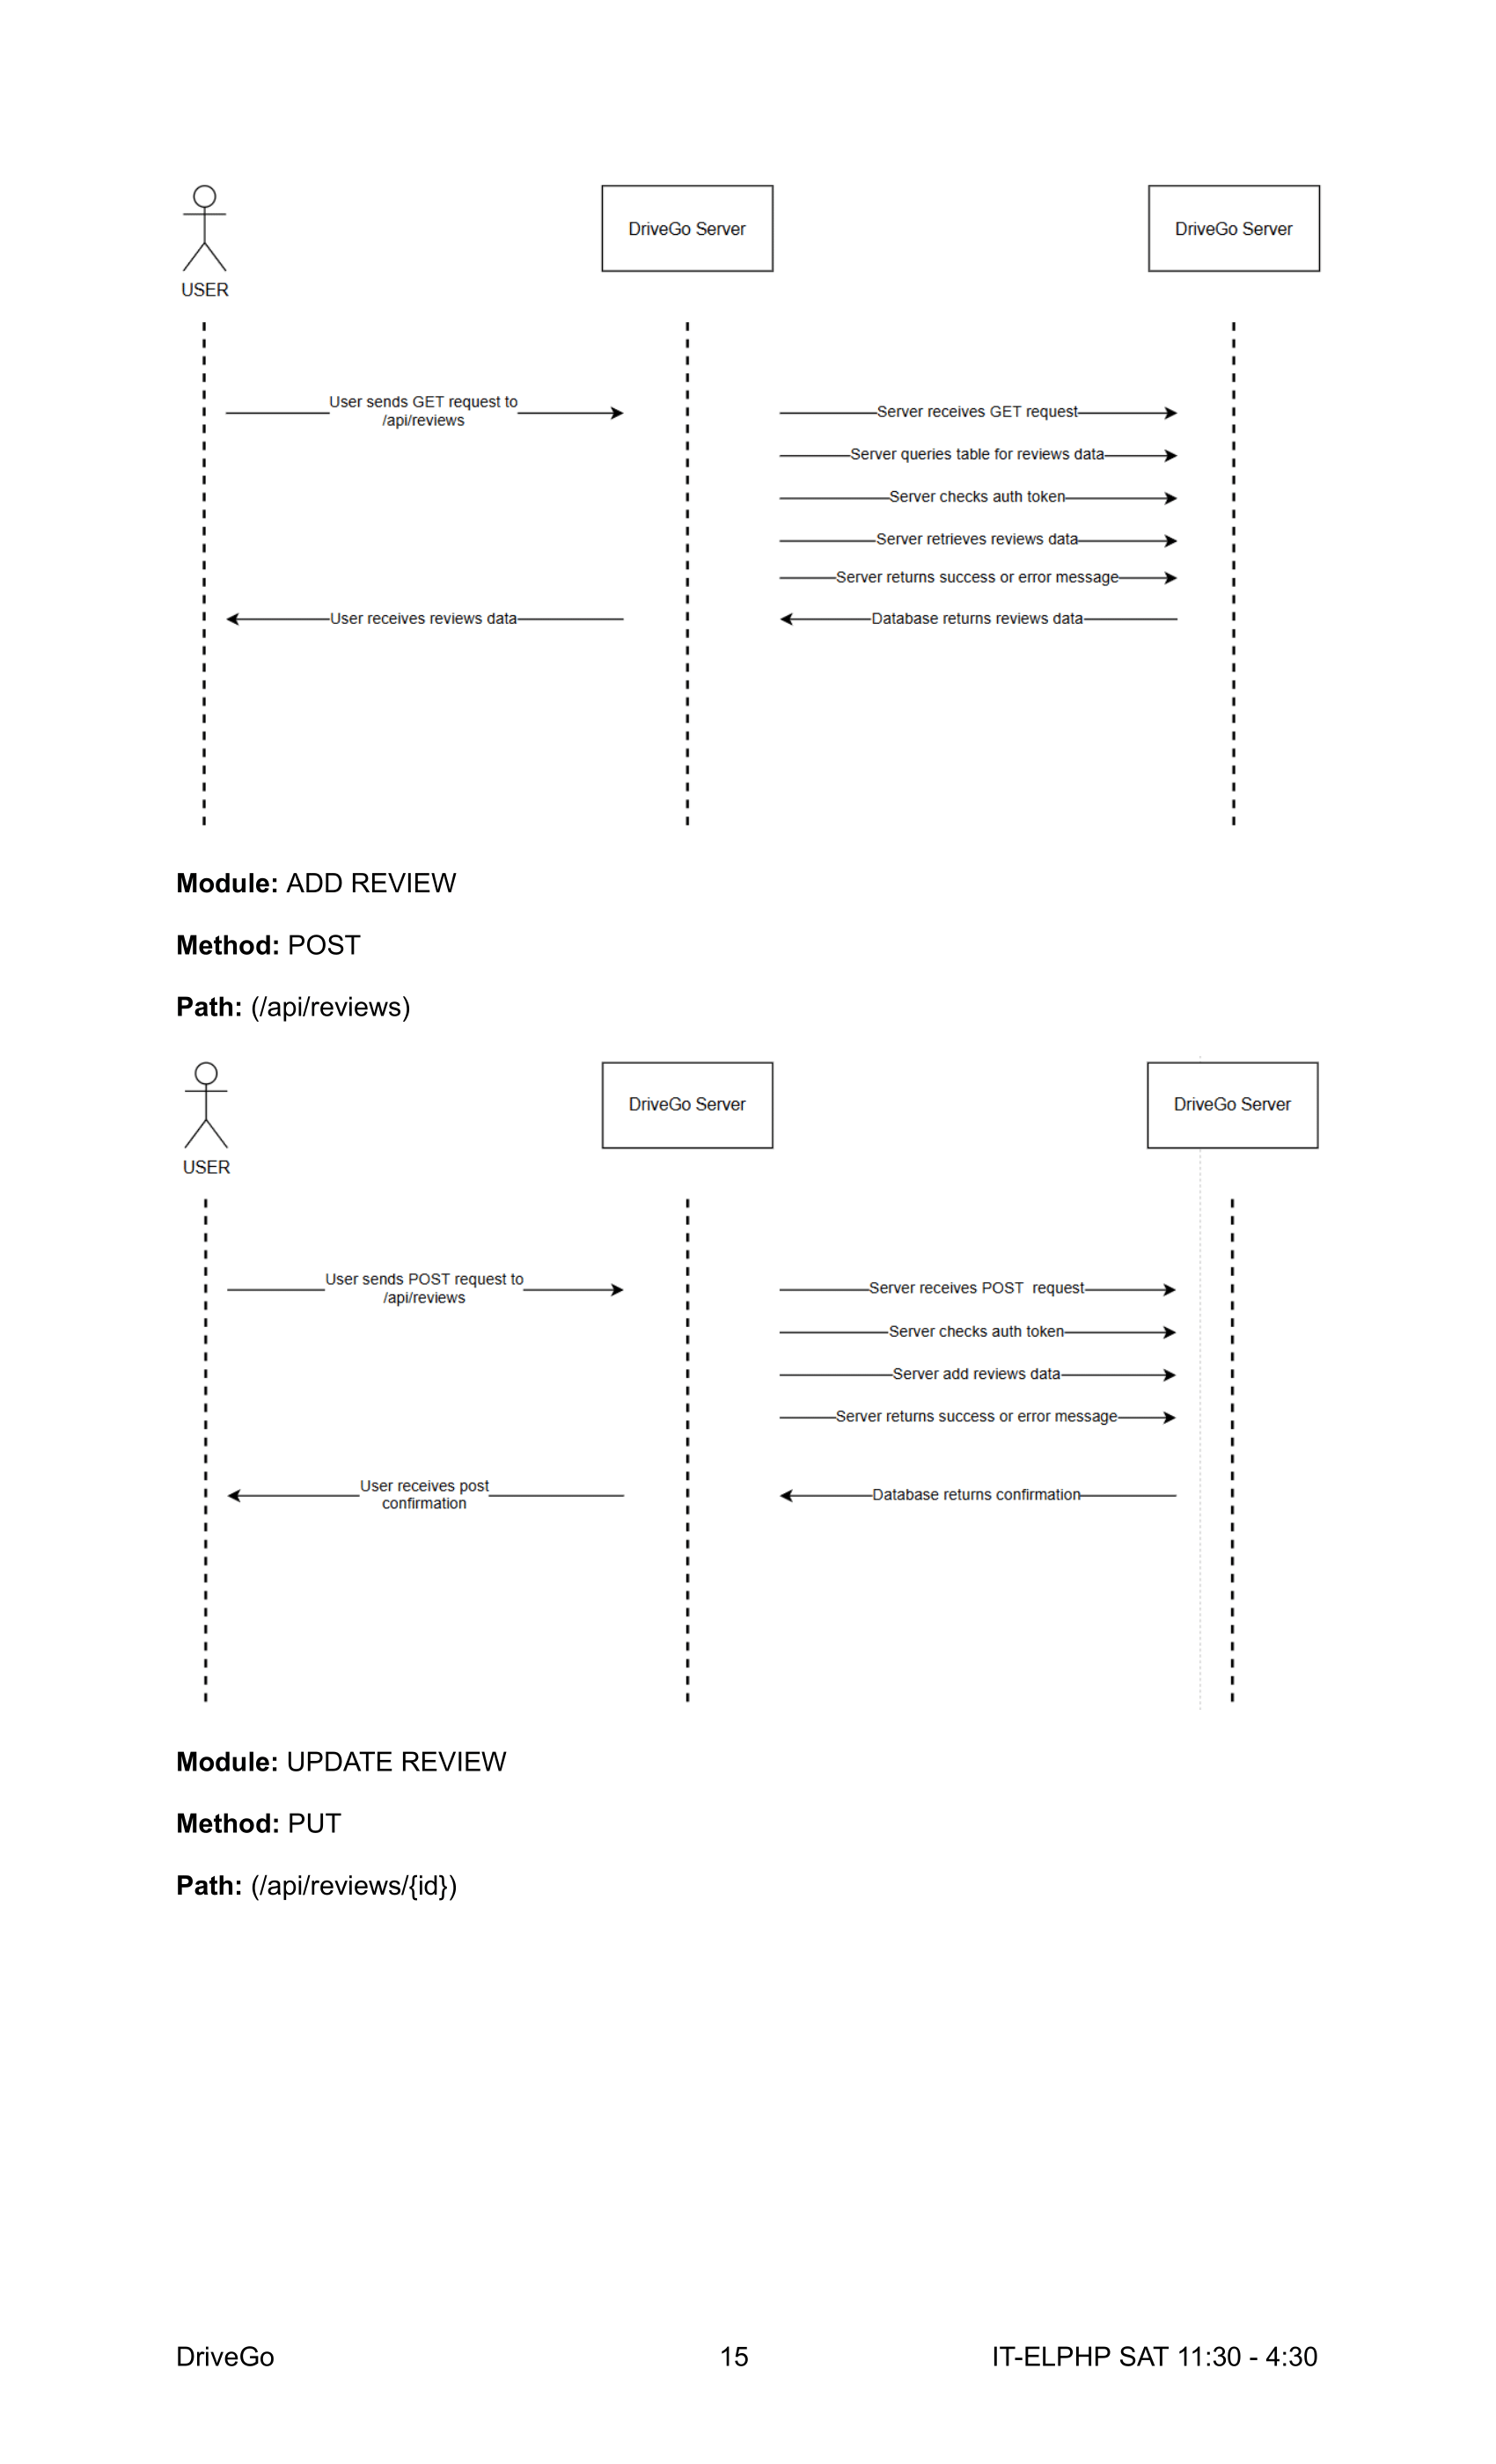 DriveGo Server
DriveGo Server
USER
User sends GET request to
/api/reviews
Server receives GET request
Server queries table for reviews data
Server checks auth token
Server retrieves reviews data
Server returns success or error message
User receives reviews data
Database returns reviews data
Module: ADD REVIEW
Method: POST
Path: (/api/reviews)
DriveGo Server
DriveGo Server
USER
User sends POST request to
/api/reviews
Server receives POST  request
Server checks auth token
Server add reviews data
Server returns success or error message
User receives post
confirmation
Database returns confirmation
Module: UPDATE REVIEW
Method: PUT
Path: (/api/reviews/{id})
DriveGo
15
IT-ELPHP SAT 11:30 - 4:30